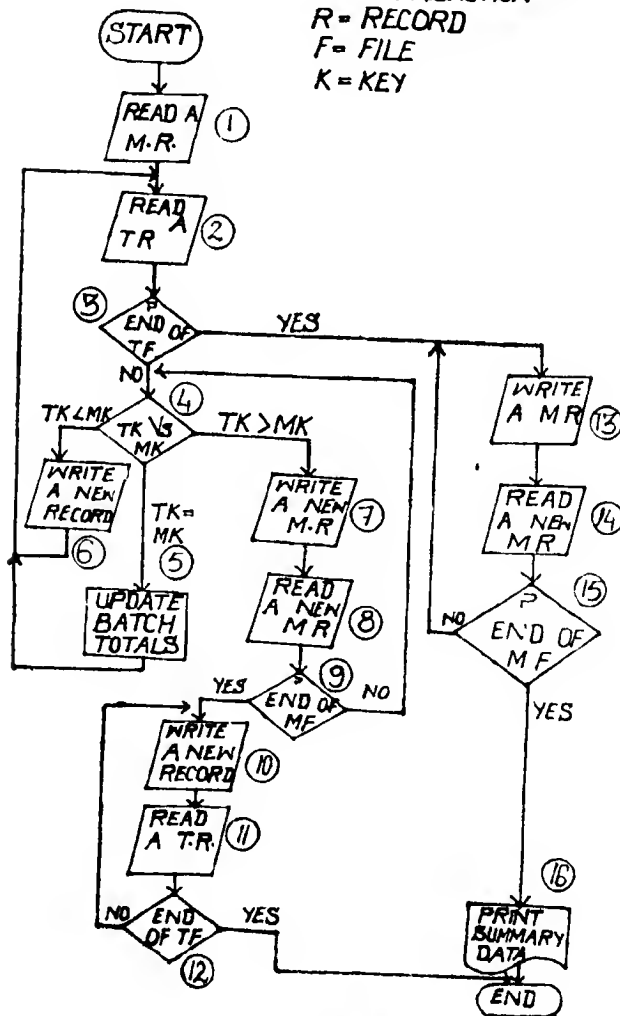 R = RECORD
F = FILE
K = KEY
START
READ A
M.R.
1
READ
A
TR
2
3
?
END OF
TF
YES
NO
4
TK<MK
TK VS
MK
TK>MK
WRITE
A NEW
RECORD
6
TK=
MK
5
UPDATE
BATCH
TOTALS
WRITE
A NEW
M.R
7
READ
A NEW
MR
8
9
?
END OF
MF
YES
NO
WRITE
A NEW
RECORD
10
READ
A T.R.
11
END
OF TF
NO
YES
12
WRITE
A MR
13
READ
A NEW
MR
14
15
?
END OF
MF
NO
YES
16
PRINT
SUMMARY
DATA
END